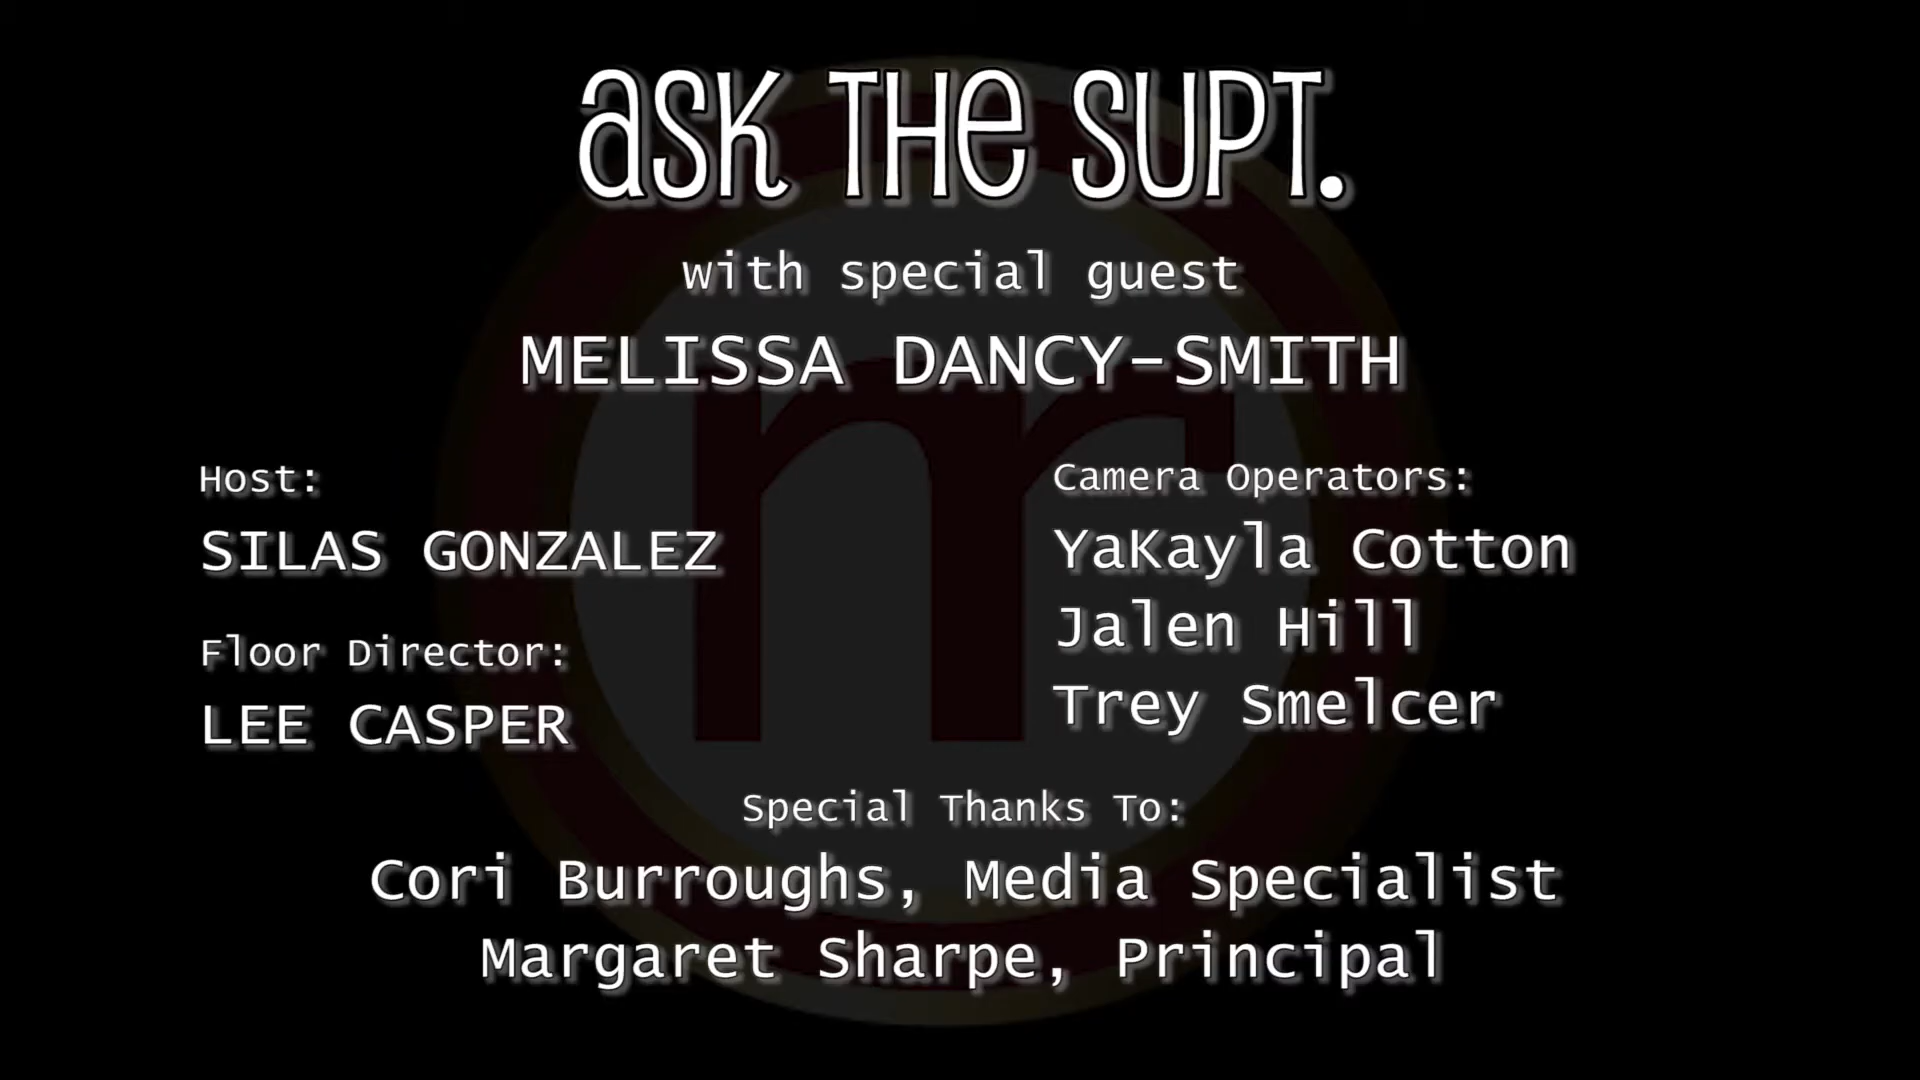 ask the supt.
with special guest
MELISSA DANCY-SMITH
Host:
SILAS GONZALEZ
Floor Director:
LEE CASPER
Camera Operators:
YaKayla Cotton
Jalen Hill
Trey Smelcer
Special Thanks To:
Cori Burroughs, Media Specialist
Margaret Sharpe, Principal
nr